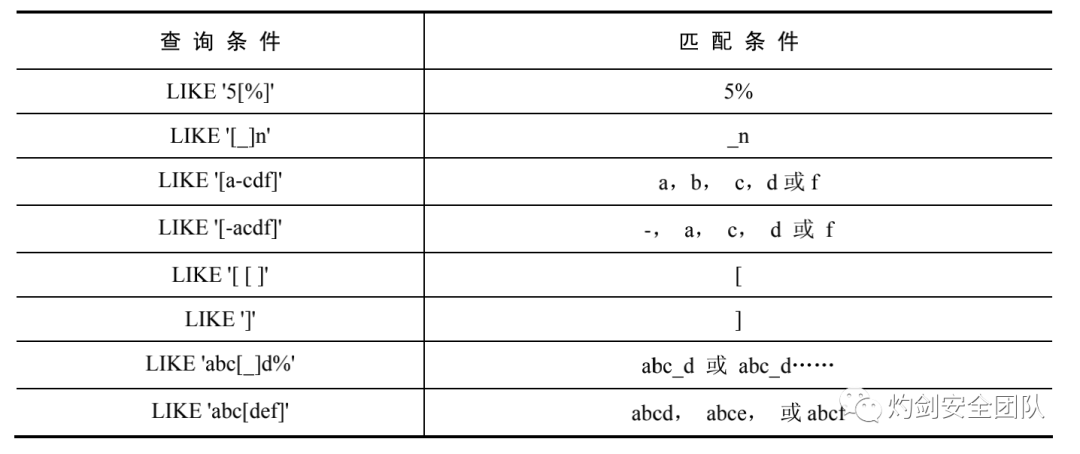 查 询 条 件 匹 配 条 件
LIKE '5[%]' 5%
LIKE '[_]n' _n
LIKE '[a-cdf]' a，b， c，d 或 f
LIKE '[-acdf]' -， a， c， d 或 f
LIKE '[ [ ]' [
LIKE ']' ]
LIKE 'abc[_]d%' abc_d 或 abc_d……
LIKE 'abc[def]' abcd， abce， 或 abcf
灼剑安全团队